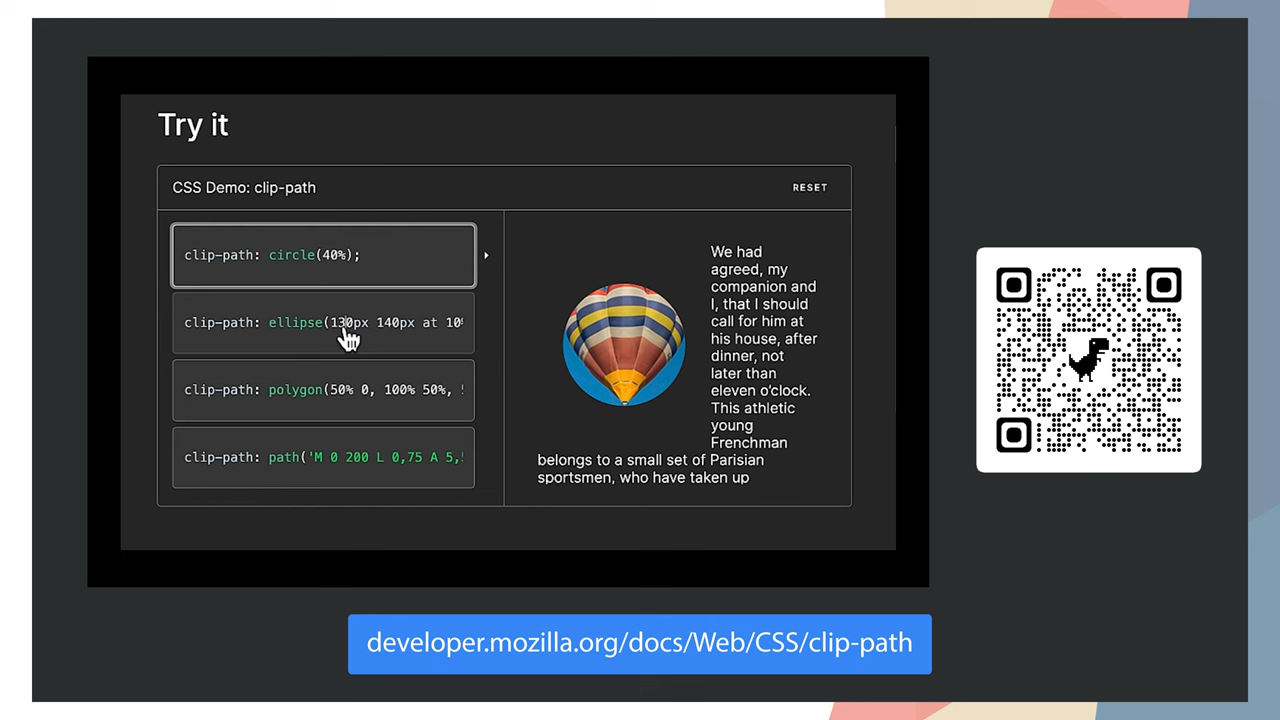 Try it
CSS Demo: clip-path
RESET
clip-path: circle(40%);
clip-path: ellipse(130px 140px at 10%
clip-path: polygon(50% 0, 100% 50%,
clip-path: path('M 0 200 L 0,75 A 5,
We had
agreed, my
companion and
I, that I should
call for him at
his house, after
dinner, not
later than
eleven o'clock.
This athletic
young
Frenchman
belongs to a small set of Parisian
sportsmen, who have taken up
developer.mozilla.org/docs/Web/CSS/clip-path